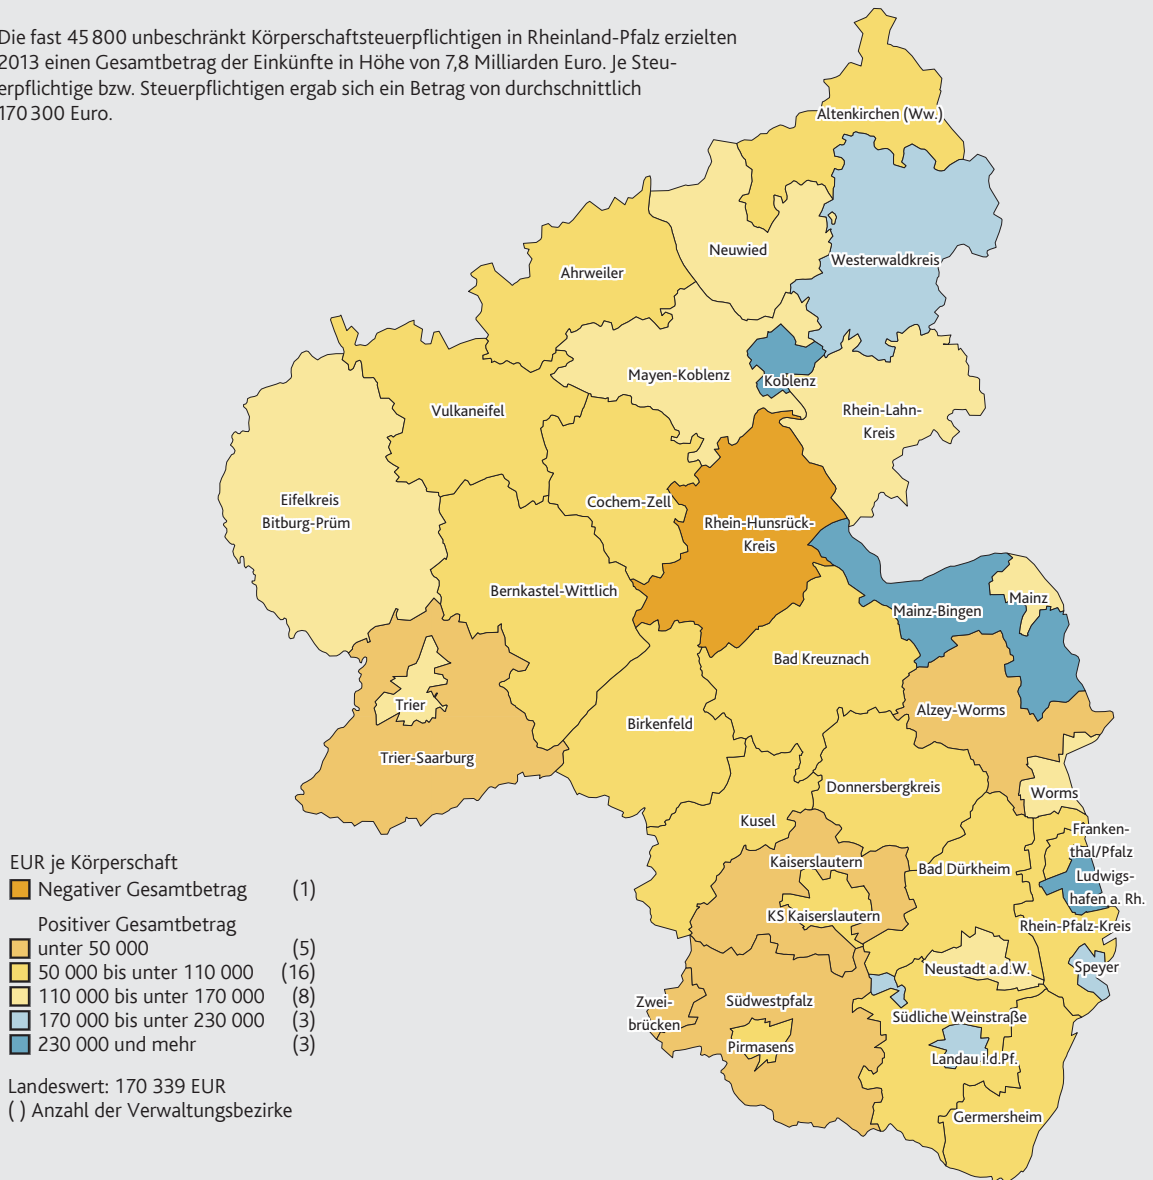 Die fast 45 800 unbeschränkt Körperschaftsteuerpflichtigen in Rheinland-Pfalz erzielten
2013 einen Gesamtbetrag der Einkünfte in Höhe von 7,8 Milliarden Euro. Je Steu-
erpflichtige bzw. Steuerpflichtigen ergab sich ein Betrag von durchschnittlich
170 300 Euro.
Altenkirchen (Ww.)
Neuwied
Westerwaldkreis
Ahrweiler
Mayen-Koblenz
Koblenz
Vulkaneifel
Rhein-Lahn-
Kreis
Eifelkreis
Bitburg-Prüm
Cochem-Zell
Rhein-Hunsrück-
Kreis
Bernkastel-Wittlich
Mainz-Bingen
Mainz
Bad Kreuznach
Trier
Birkenfeld
Alzey-Worms
Trier-Saarburg
Donnersbergkreis
Worms
Kusel
Franken-
thal/Pfalz
Kaiserslautern
Bad Dürkheim
Ludwigs-
hafen a. Rh.
KS Kaiserslautern
Rhein-Pfalz-Kreis
Neustadt a.d.W.
Speyer
Zwei-
brücken
Südwestpfalz
Südliche Weinstraße
Pirmasens
Landau i.d.Pf.
Germersheim
EUR je Körperschaft
Negativer Gesamtbetrag (1)
Positiver Gesamtbetrag
unter 50 000 (5)
50 000 bis unter 110 000 (16)
110 000 bis unter 170 000 (8)
170 000 bis unter 230 000 (3)
230 000 und mehr (3)
Landeswert: 170 339 EUR
( ) Anzahl der Verwaltungsbezirke